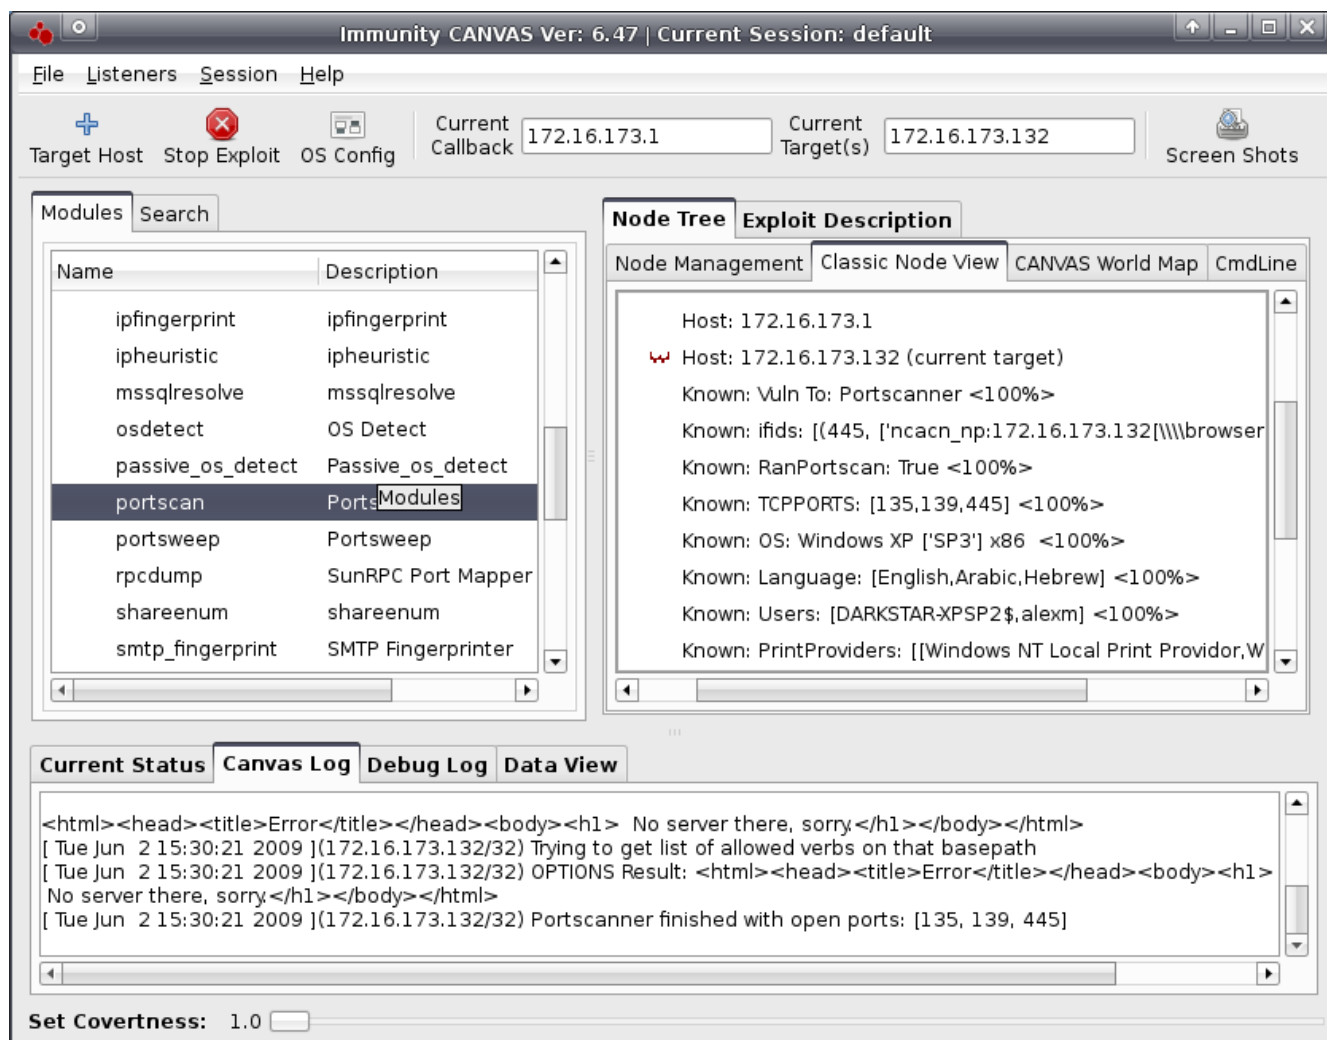 Immunity CANVAS Ver: 6.47 | Current Session: default
File Listeners Session Help
Target Host Stop Exploit OS Config Current Callback 172.16.173.1 Current Target(s) 172.16.173.132 Screen Shots
Modules Search
Name Description
ipfingerprint ipfingerprint
ipheuristic ipheuristic
mssqlresolve mssqlresolve
osdetect OS Detect
passive_os_detect Passive_os_detect
portscan Ports Modules
portsweep Portsweep
rpcdump SunRPC Port Mapper
shareenum shareenum
smtp_fingerprint SMTP Fingerprinter
Node Tree Exploit Description
Node Management Classic Node View CANVAS World Map CmdLine
Host: 172.16.173.1
Host: 172.16.173.132 (current target)
Known: Vuln To: Portscanner <100%>
Known: ifids: [(445, ['ncacn_np:172.16.173.132[\\\\browser
Known: RanPortscan: True <100%>
Known: TCPPORTS: [135,139,445] <100%>
Known: OS: Windows XP ['SP3'] x86 <100%>
Known: Language: [English,Arabic,Hebrew] <100%>
Known: Users: [DARKSTAR-XPSP2$,alexm] <100%>
Known: PrintProviders: [[Windows NT Local Print Providor,W
Current Status Canvas Log Debug Log Data View
<html><head><title>Error</title></head><body><h1> No server there, sorry.</h1></body></html>
[ Tue Jun 2 15:30:21 2009 ](172.16.173.132/32) Trying to get list of allowed verbs on that basepath
[ Tue Jun 2 15:30:21 2009 ](172.16.173.132/32) OPTIONS Result: <html><head><title>Error</title></head><body><h1>
No server there, sorry.</h1></body></html>
[ Tue Jun 2 15:30:21 2009 ](172.16.173.132/32) Portscanner finished with open ports: [135, 139, 445]
Set Covertness: 1.0